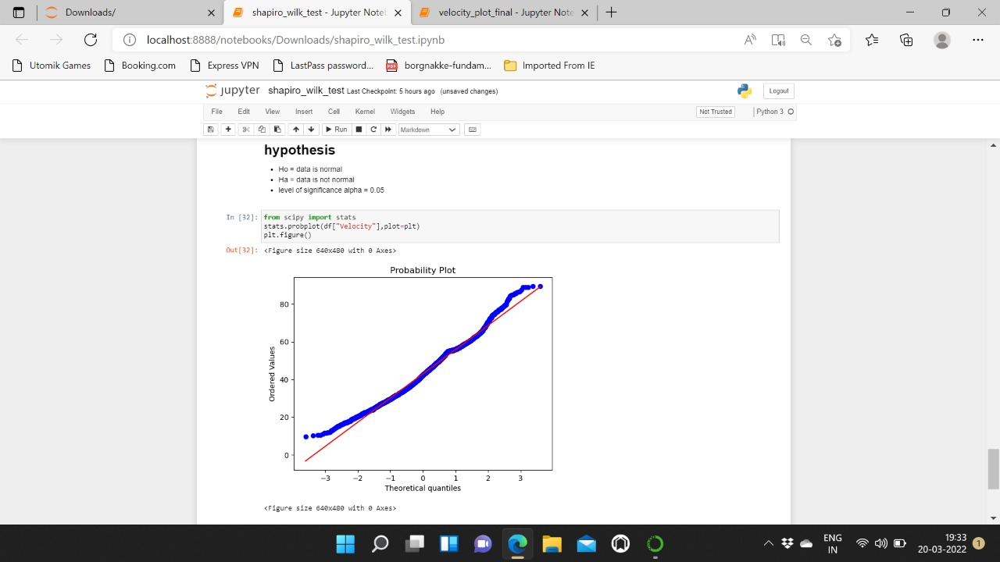 Downloads/
shapiro_wilk_test - Jupyter Note
velocity_plot_final - Jupyter Note
localhost:8888/notebooks/Downloads/shapiro_wilk_test.ipynb
Utomik Games Booking.com Express VPN LastPass password... PDF borgnakke-fundam... Imported From IE
jupyter shapiro_wilk_test Last Checkpoint: 5 hours ago (unsaved changes) Logout
File Edit View Insert Cell Kernel Widgets Help Not Trusted Python 3
Run Markdown
hypothesis
Ho = data is normal
Ha = data is not normal
level of significance alpha = 0.05
In [32]: from scipy import stats
stats.probplot(df["Velocity"],plot=plt)
plt.figure()
Out[32]: <Figure size 640x480 with 0 Axes>
Probability Plot
80
60
40
20
0
Ordered Values
−3 −2 −1 0 1 2 3
Theoretical quantiles
<Figure size 640x480 with 0 Axes>
ENG
IN
19:33
20-03-2022
1